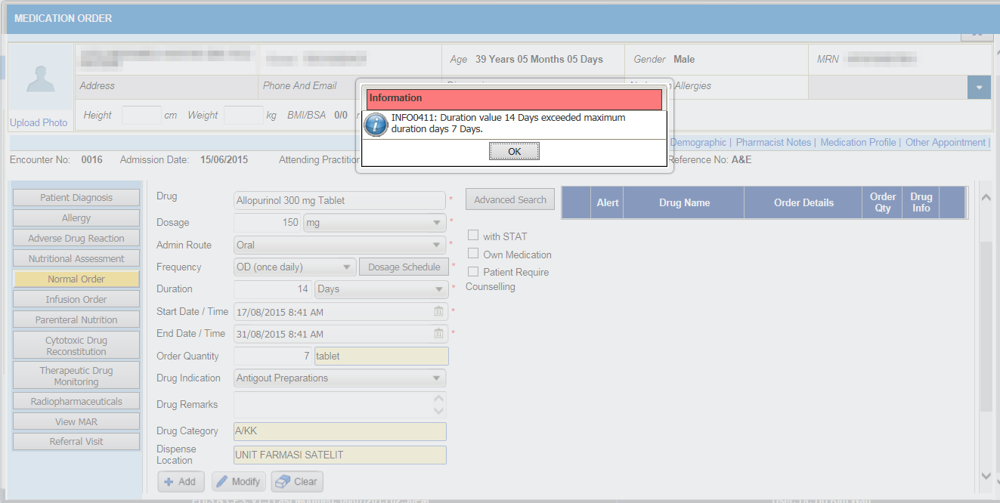 MEDICATION ORDER
Age 39 Years 05 Months 05 Days Gender Male MRN
Address Phone And Email Allergies
Upload Photo Height cm Weight kg BMI/BSA 0/0
Information
INFO0411: Duration value 14 Days exceeded maximum
duration days 7 Days.
OK
Demographic | Pharmacist Notes | Medication Profile | Other Appointment |
Encounter No: 0016 Admission Date: 15/06/2015 Attending Reference No: A&E
Patient Diagnosis
Allergy
Adverse Drug Reaction
Nutritional Assessment
Normal Order
Infusion Order
Parenteral Nutrition
Cytotoxic Drug
Reconstitution
Therapeutic Drug
Monitoring
Radiopharmaceuticals
View MAR
Referral Visit
Drug Allopurinol 300 mg Tablet * Advanced Search
Dosage 150 mg *
Admin Route Oral *
Frequency OD (once daily) Dosage Schedule *
Duration 14 Days *
Start Date / Time 17/08/2015 8:41 AM *
End Date / Time 31/08/2015 8:41 AM *
Order Quantity 7 tablet
Drug Indication Antigout Preparations
Drug Remarks
Drug Category A/KK
Dispense
Location UNIT FARMASI SATELIT
Add Modify Clear
with STAT
Own Medication
Patient Require
Counselling
Alert Drug Name Order Details Order
Qty Drug
Info